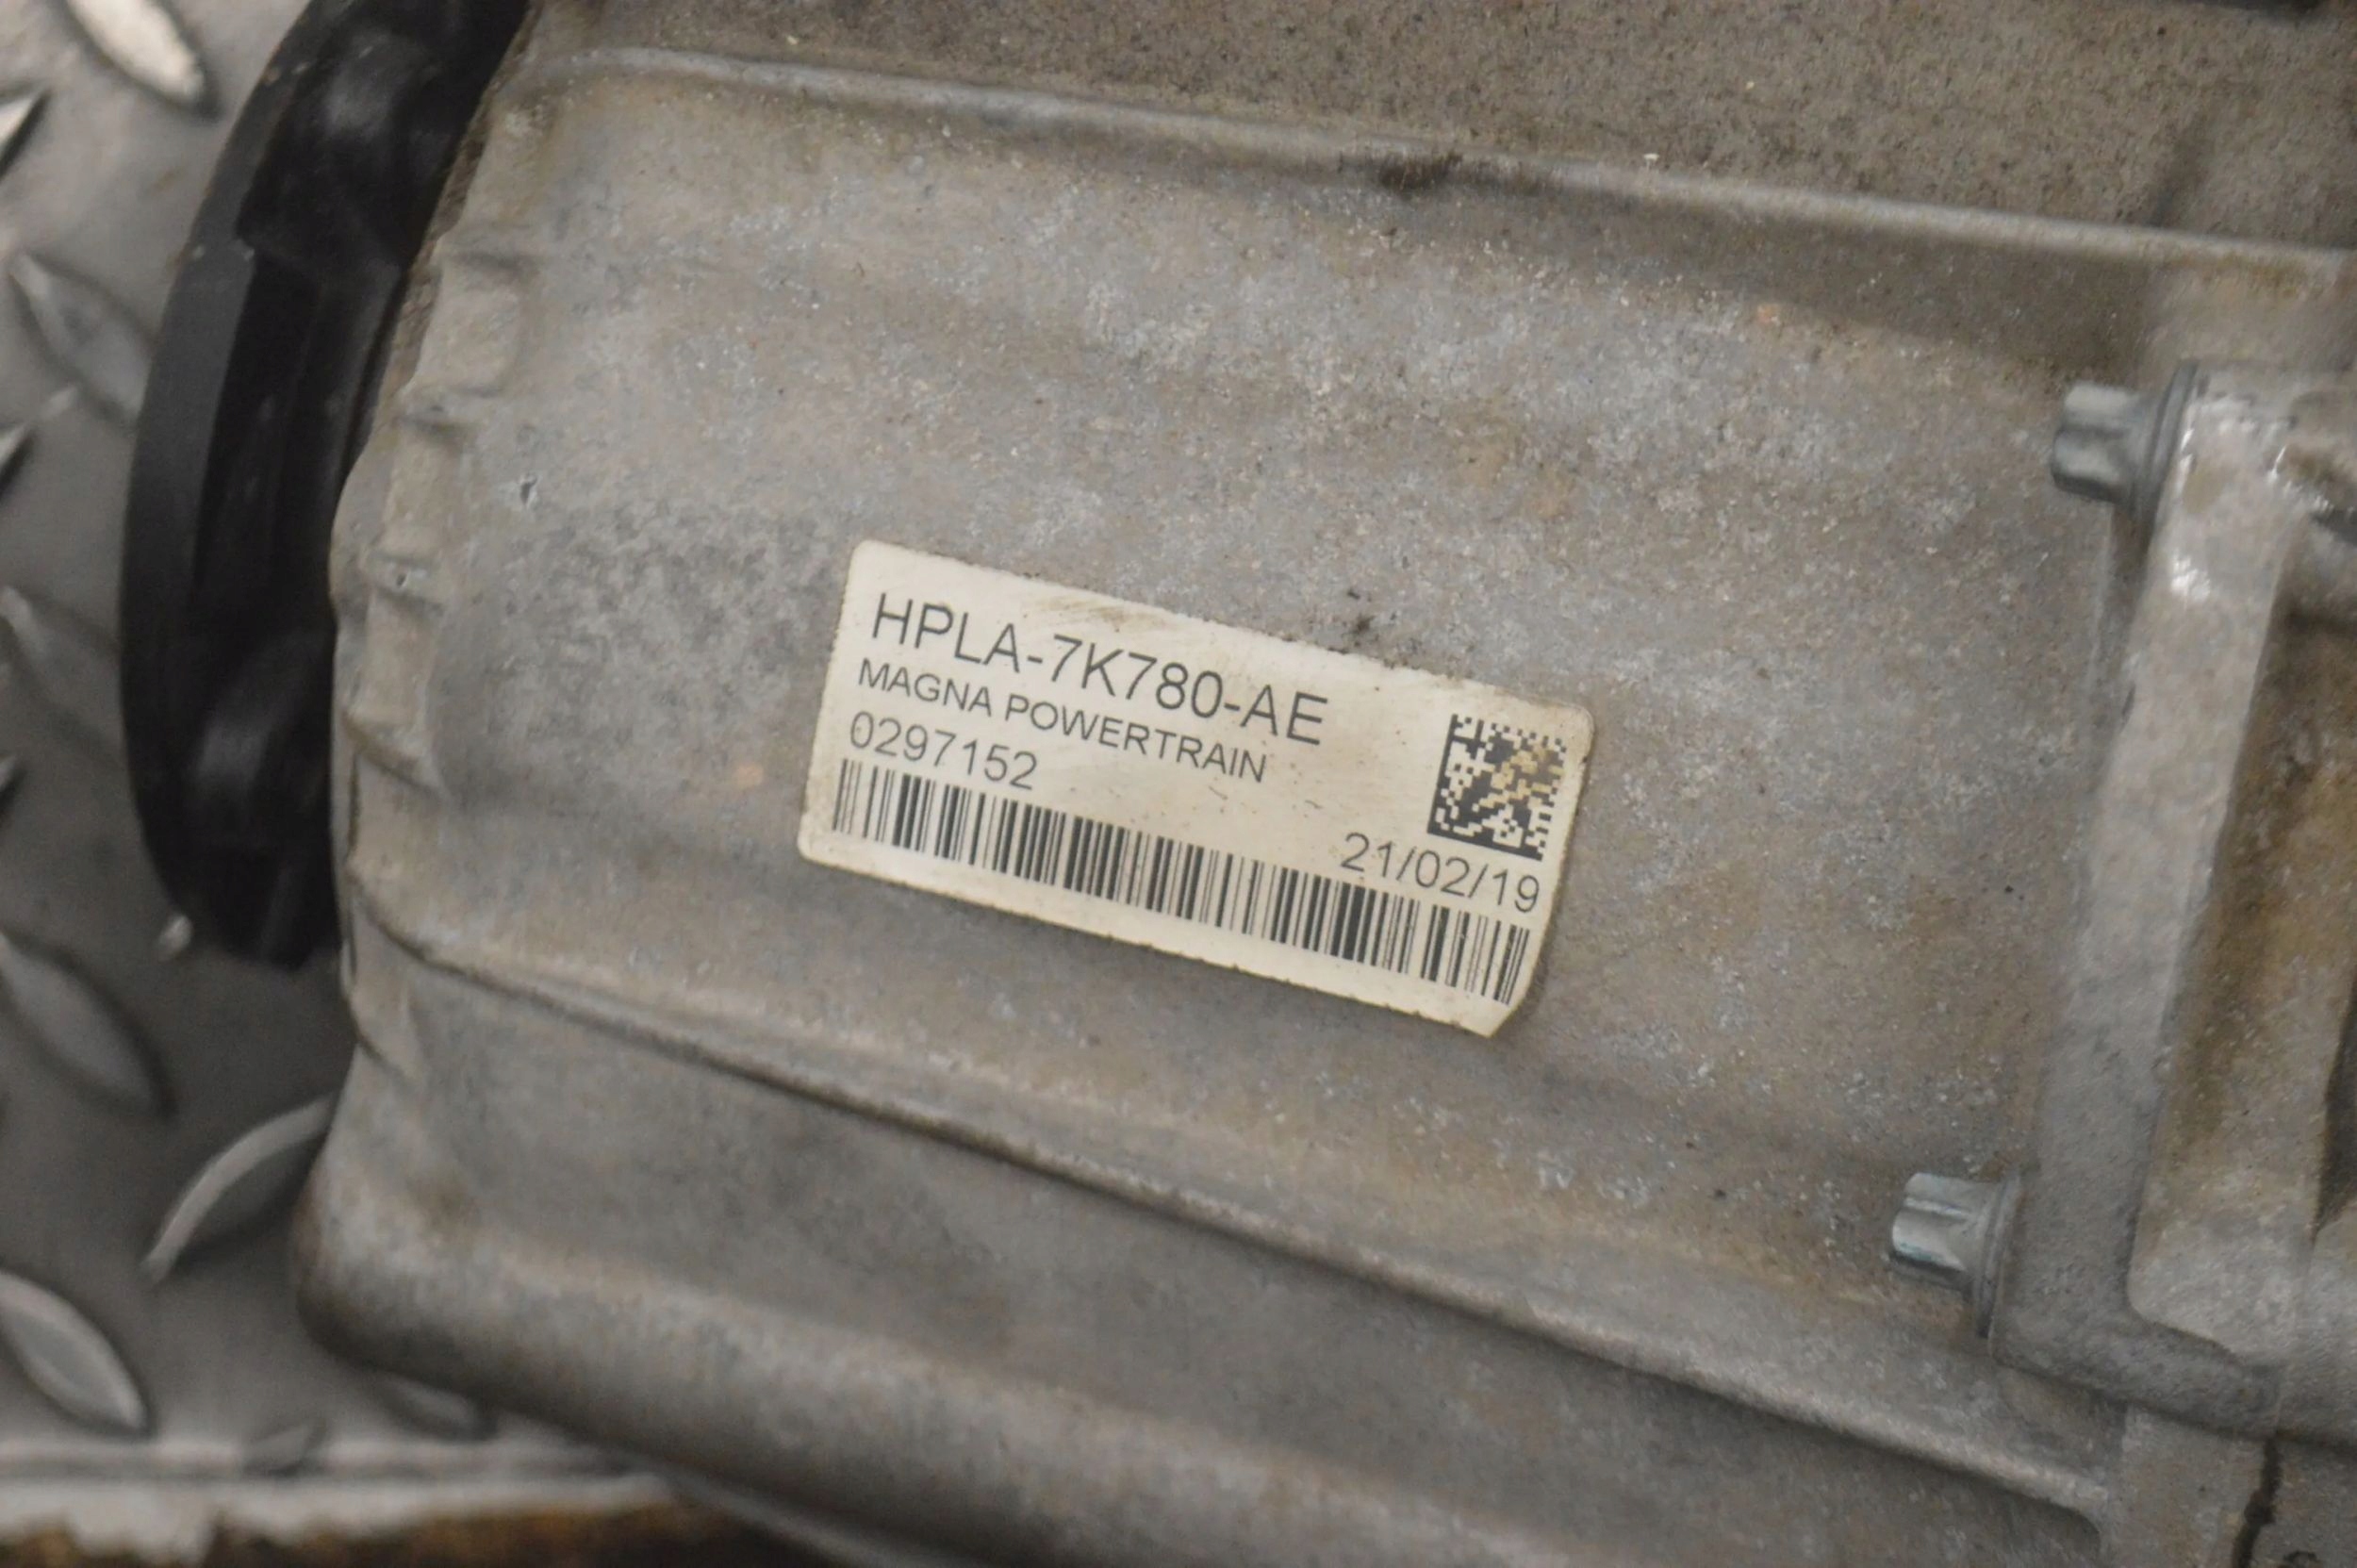 HPLA-7K780-AE
MAGNA POWERTRAIN
0297152
21/02/19